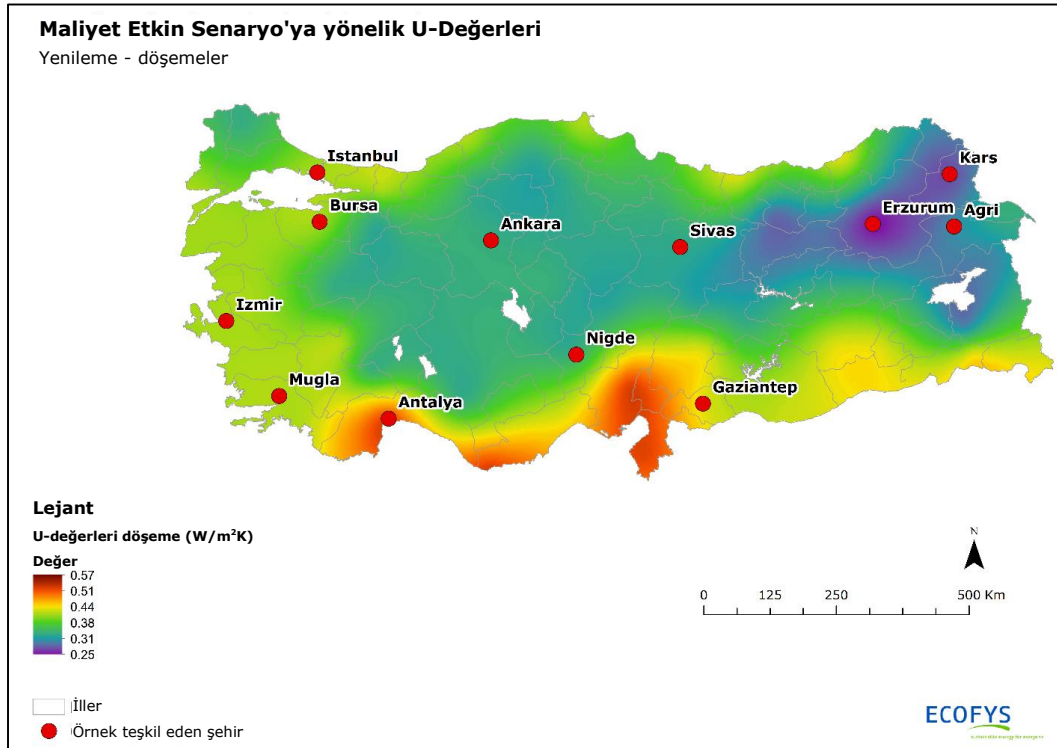 Maliyet Etkin Senaryo'ya yönelik U-Değerleri
Yenileme - döşemeler
Istanbul
Kars
Bursa
Erzurum
Agri
Ankara
Sivas
Izmir
Nigde
Mugla
Antalya
Gaziantep
Lejant
U-değerleri döşeme (W/m²K)
Değer
0.57
0.51
0.44
0.38
0.31
0.25
N
0 125 250 500 Km
İller
Örnek teşkil eden şehir
ECOFYS